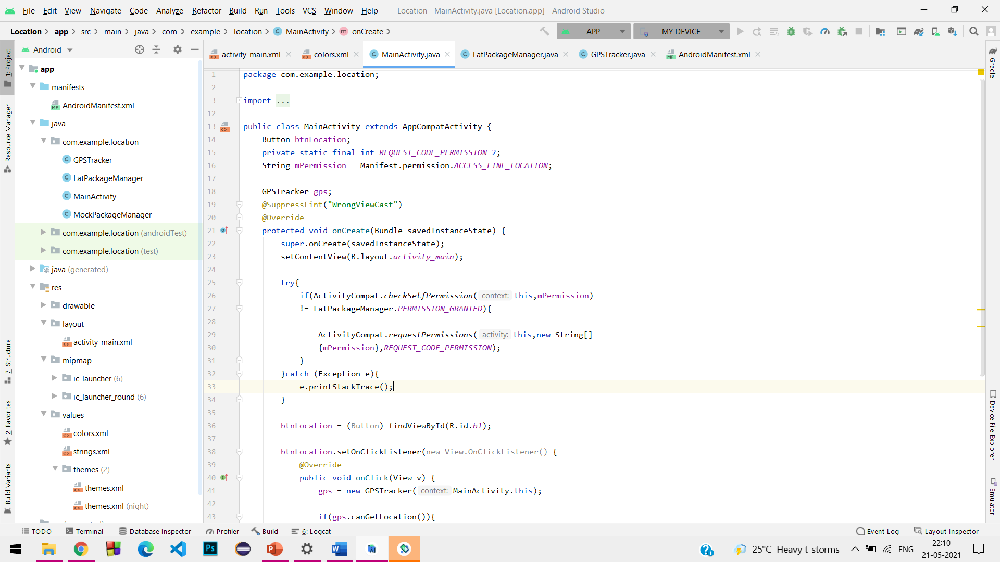 File Edit View Navigate Code Analyze Refactor Build Run Tools VCS Window Help Location - MainActivity.java [Location.app] - Android Studio
Location app src main java com example location MainActivity onCreate APP MY DEVICE
Android
activity_main.xml colors.xml MainActivity.java LatPackageManager.java GPSTracker.java AndroidManifest.xml
1: Project
Resource Manager
7: Structure
2: Favorites
Build Variants
app
manifests
AndroidManifest.xml
java
com.example.location
GPSTracker
LatPackageManager
MainActivity
MockPackageManager
com.example.location (androidTest)
com.example.location (test)
java (generated)
res
drawable
layout
activity_main.xml
mipmap
ic_launcher (6)
ic_launcher_round (6)
values
colors.xml
strings.xml
themes (2)
themes.xml
themes.xml (night)
1 package com.example.location;
2
3 import ...
12
13 public class MainActivity extends AppCompatActivity {
14 Button btnLocation;
15 private static final int REQUEST_CODE_PERMISSION=2;
16 String mPermission = Manifest.permission.ACCESS_FINE_LOCATION;
17
18 GPSTracker gps;
19 @SuppressLint("WrongViewCast")
20 @Override
21 protected void onCreate(Bundle savedInstanceState) {
22 super.onCreate(savedInstanceState);
23 setContentView(R.layout.activity_main);
24
25 try{
26 if(ActivityCompat.checkSelfPermission( context: this,mPermission)
27 != LatPackageManager.PERMISSION_GRANTED){
28
29 ActivityCompat.requestPermissions( activity: this,new String[]
30 {mPermission},REQUEST_CODE_PERMISSION);
31 }
32 }catch (Exception e){
33 e.printStackTrace();
34 }
35
36 btnLocation = (Button) findViewById(R.id.b1);
37
38 btnLocation.setOnClickListener(new View.OnClickListener() {
39 @Override
40 public void onClick(View v) {
41 gps = new GPSTracker( context: MainActivity.this);
42
43 if(gps.canGetLocation()){
Gradle
Device File Explorer
Emulator
TODO Terminal Database Inspector Profiler Build 6: Logcat Event Log Layout Inspector
25°C Heavy t-storms ENG
22:10
21-05-2021